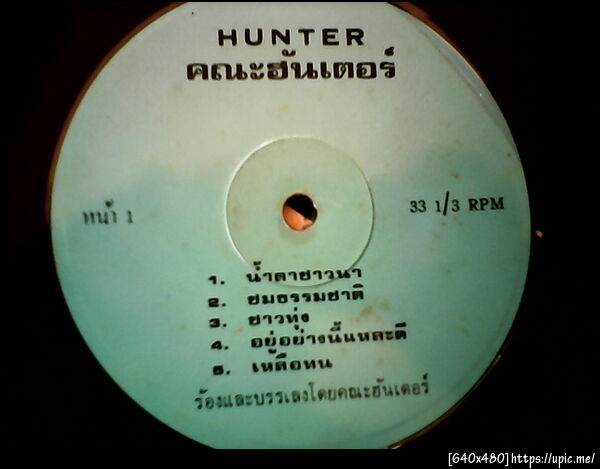 HUNTER
คณะฮันเตอร์
หน้า 1
33 1/3 RPM
1. น้ำตาชาวนา
2. ชมธรรมชาติ
3. ชาวทุ่ง
4. อยู่อย่างนี้แหละดี
5. เหลือทน
ร้องและบรรเลงโดยคณะฮันเตอร์
[640x480]https://upic.me/